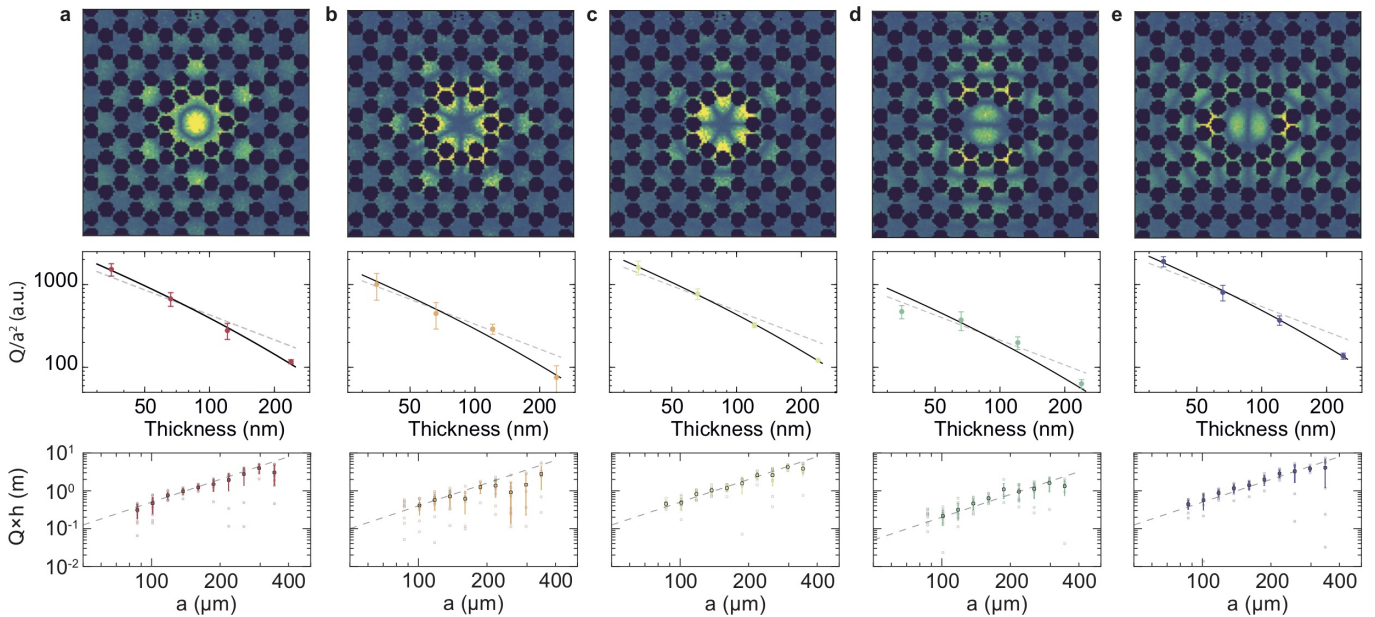 a b c d e
Q/a² (a.u.)
1000
100
50 100 200 50 100 200 50 100 200 50 100 200 50 100 200
Thickness (nm) Thickness (nm) Thickness (nm) Thickness (nm) Thickness (nm)
Q×h (m)
10¹
10⁰
10⁻¹
10⁻²
100 200 400 100 200 400 100 200 400 100 200 400 100 200 400
a (µm) a (µm) a (µm) a (µm) a (µm)